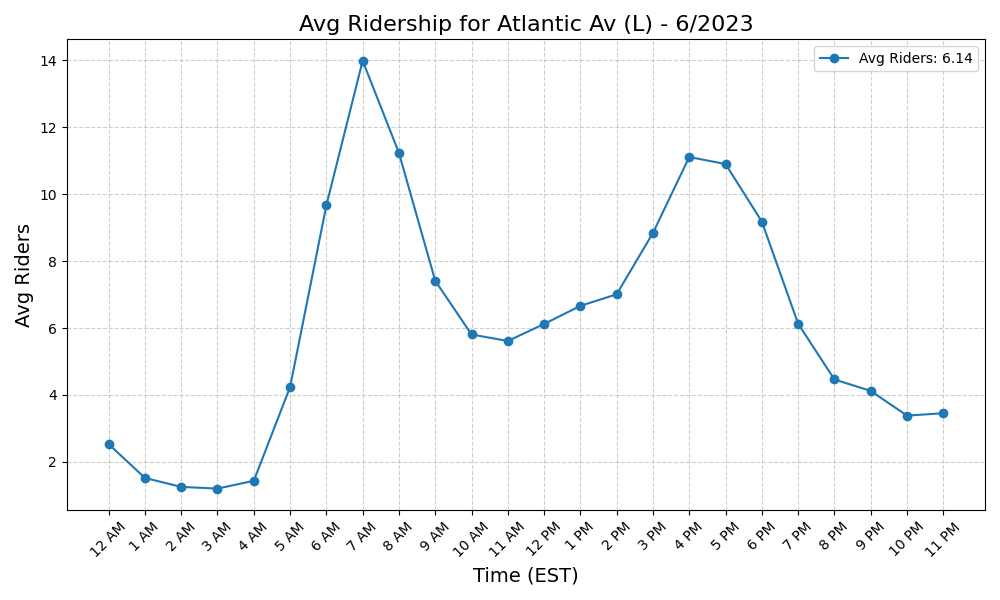 Avg Ridership for Atlantic Av (L) - 6/2023
Avg Riders: 6.14
Avg Riders
14
12
10
8
6
4
2
12 AM
1 AM
2 AM
3 AM
4 AM
5 AM
6 AM
7 AM
8 AM
9 AM
10 AM
11 AM
12 PM
1 PM
2 PM
3 PM
4 PM
5 PM
6 PM
7 PM
8 PM
9 PM
10 PM
11 PM
Time (EST)